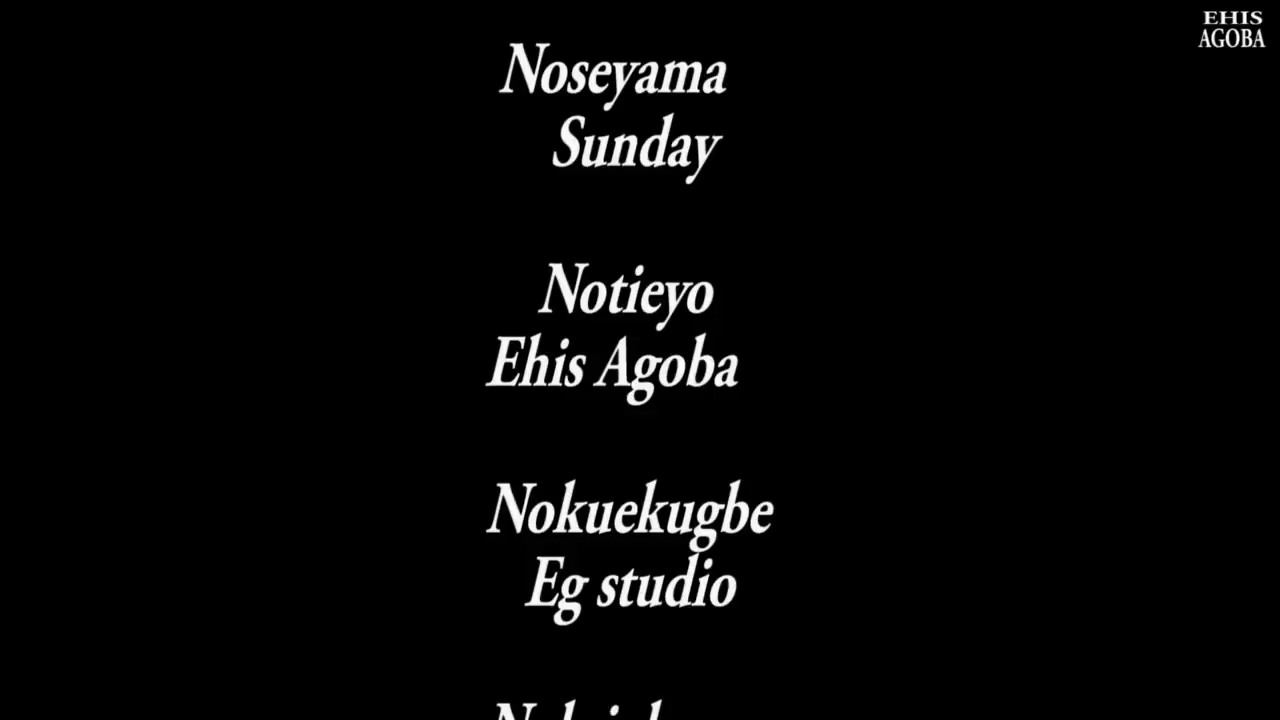 EHIS
AGOBA
Noseyama
Sunday
Notieyo
Ehis Agoba
Nokuekugbe
Eg studio